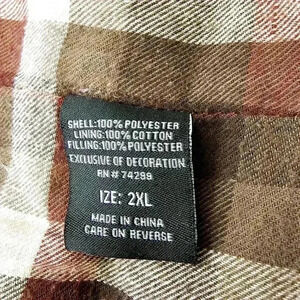 SHELL:100% POLYESTER
LINING:100% COTTON
FILLING:100% POLYESTER
EXCLUSIVE OF DECORATION
RN # 74299
IZE: 2XL
MADE IN CHINA
CARE ON REVERSE